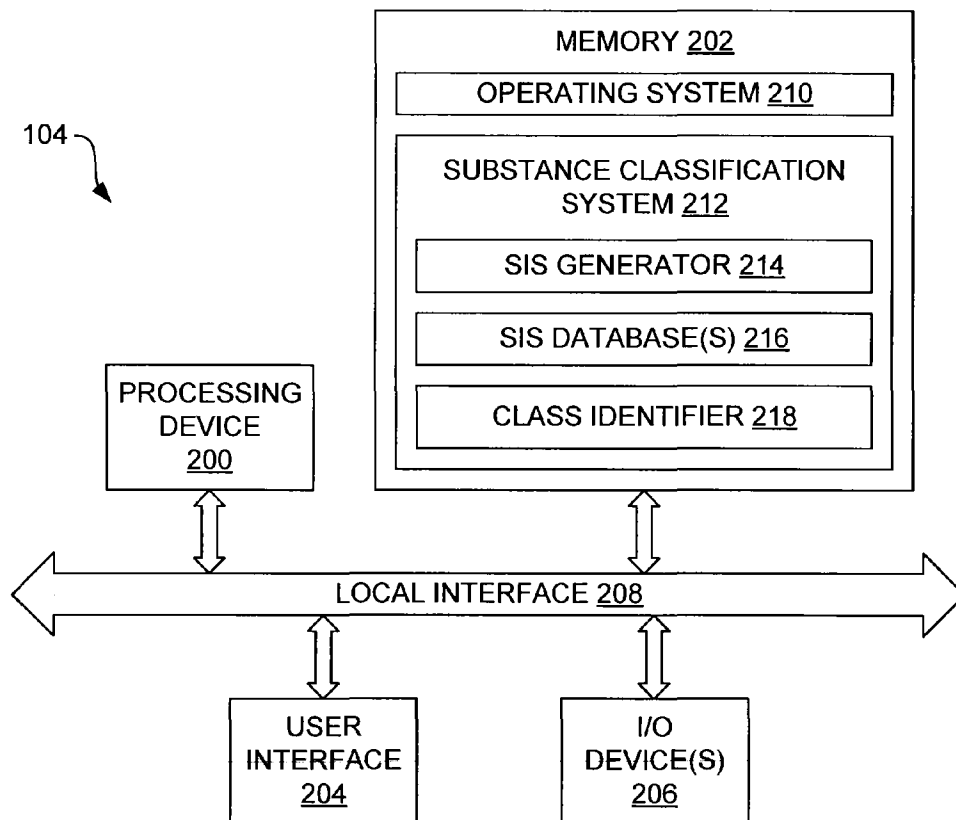 MEMORY 202
OPERATING SYSTEM 210
104
SUBSTANCE CLASSIFICATION
SYSTEM 212
SIS GENERATOR 214
SIS DATABASE(S) 216
CLASS IDENTIFIER 218
PROCESSING
DEVICE
200
LOCAL INTERFACE 208
USER
INTERFACE
204
I/O
DEVICE(S)
206